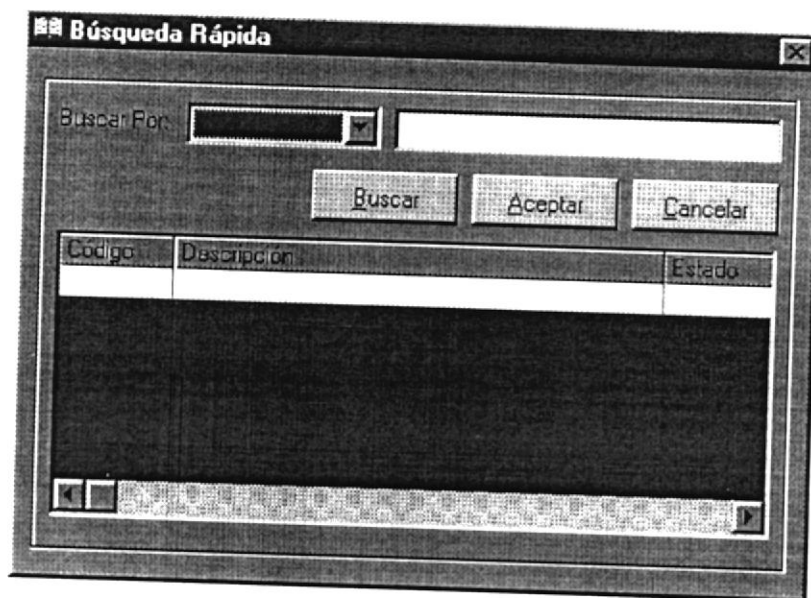 Búsqueda Rápida
Buscar Por:
Buscar Aceptar Cancelar
Código Descripción Estado